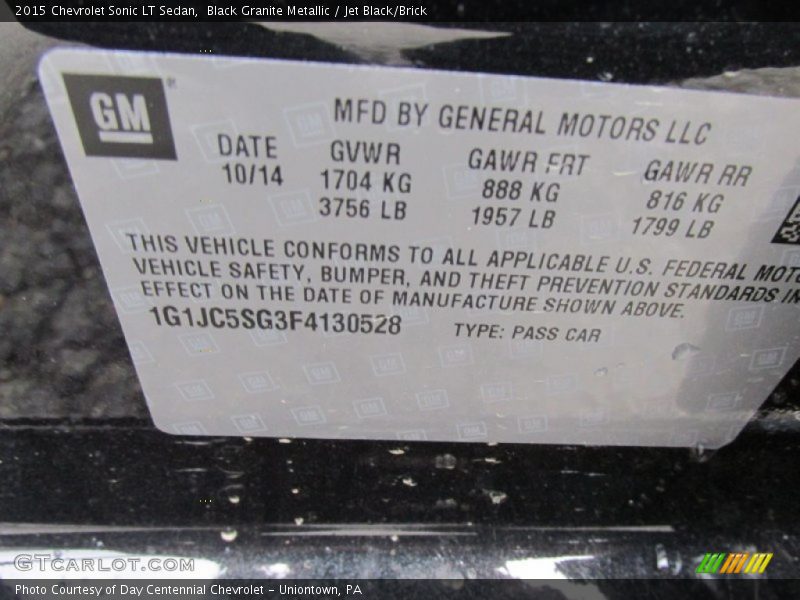 2015 Chevrolet Sonic LT Sedan, Black Granite Metallic / Jet Black/Brick
GM
MFD BY GENERAL MOTORS LLC
DATE GVWR GAWR FRT GAWR RR
10/14 1704 KG 888 KG 816 KG
3756 LB 1957 LB 1799 LB
THIS VEHICLE CONFORMS TO ALL APPLICABLE U.S. FEDERAL MOTO
VEHICLE SAFETY, BUMPER, AND THEFT PREVENTION STANDARDS IN
EFFECT ON THE DATE OF MANUFACTURE SHOWN ABOVE.
1G1JC5SG3F4130528 TYPE: PASS CAR
GTCARLOT.COM
Photo Courtesy of Day Centennial Chevrolet - Uniontown, PA